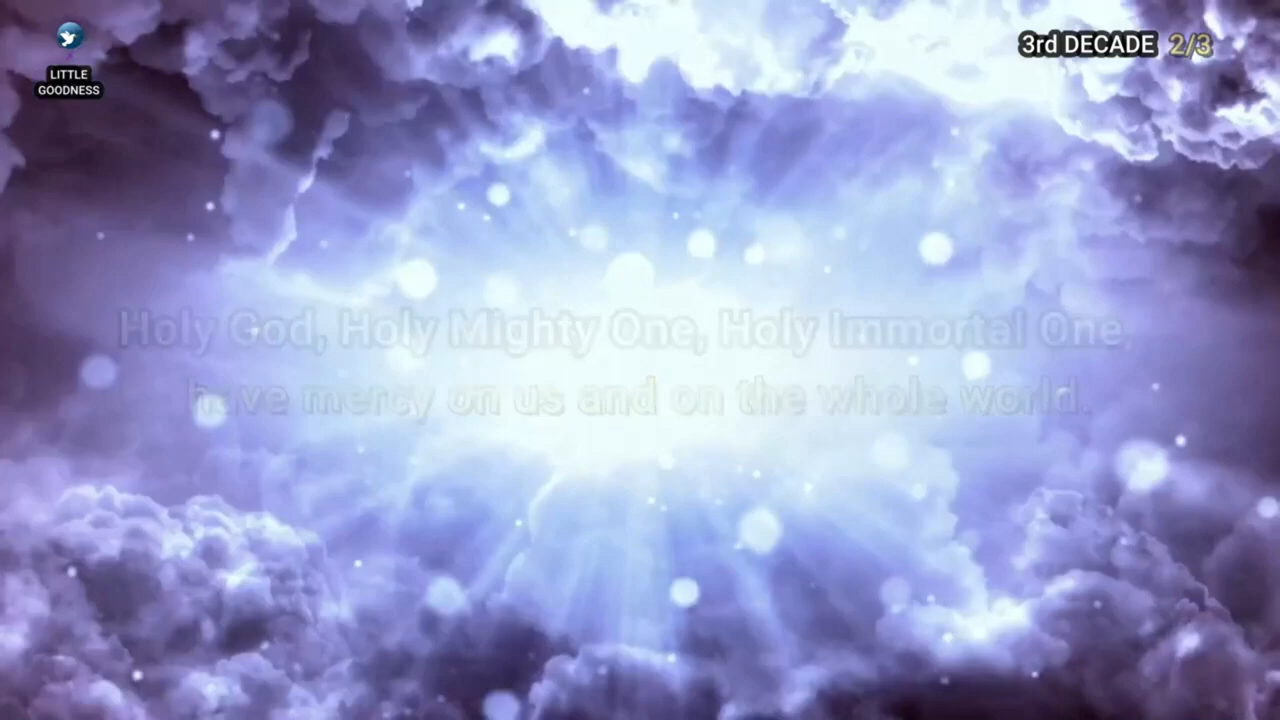 LITTLE
GOODNESS
3rd DECADE 2/3
Holy God, Holy Mighty One, Holy Immortal One,
have mercy on us and on the whole world.